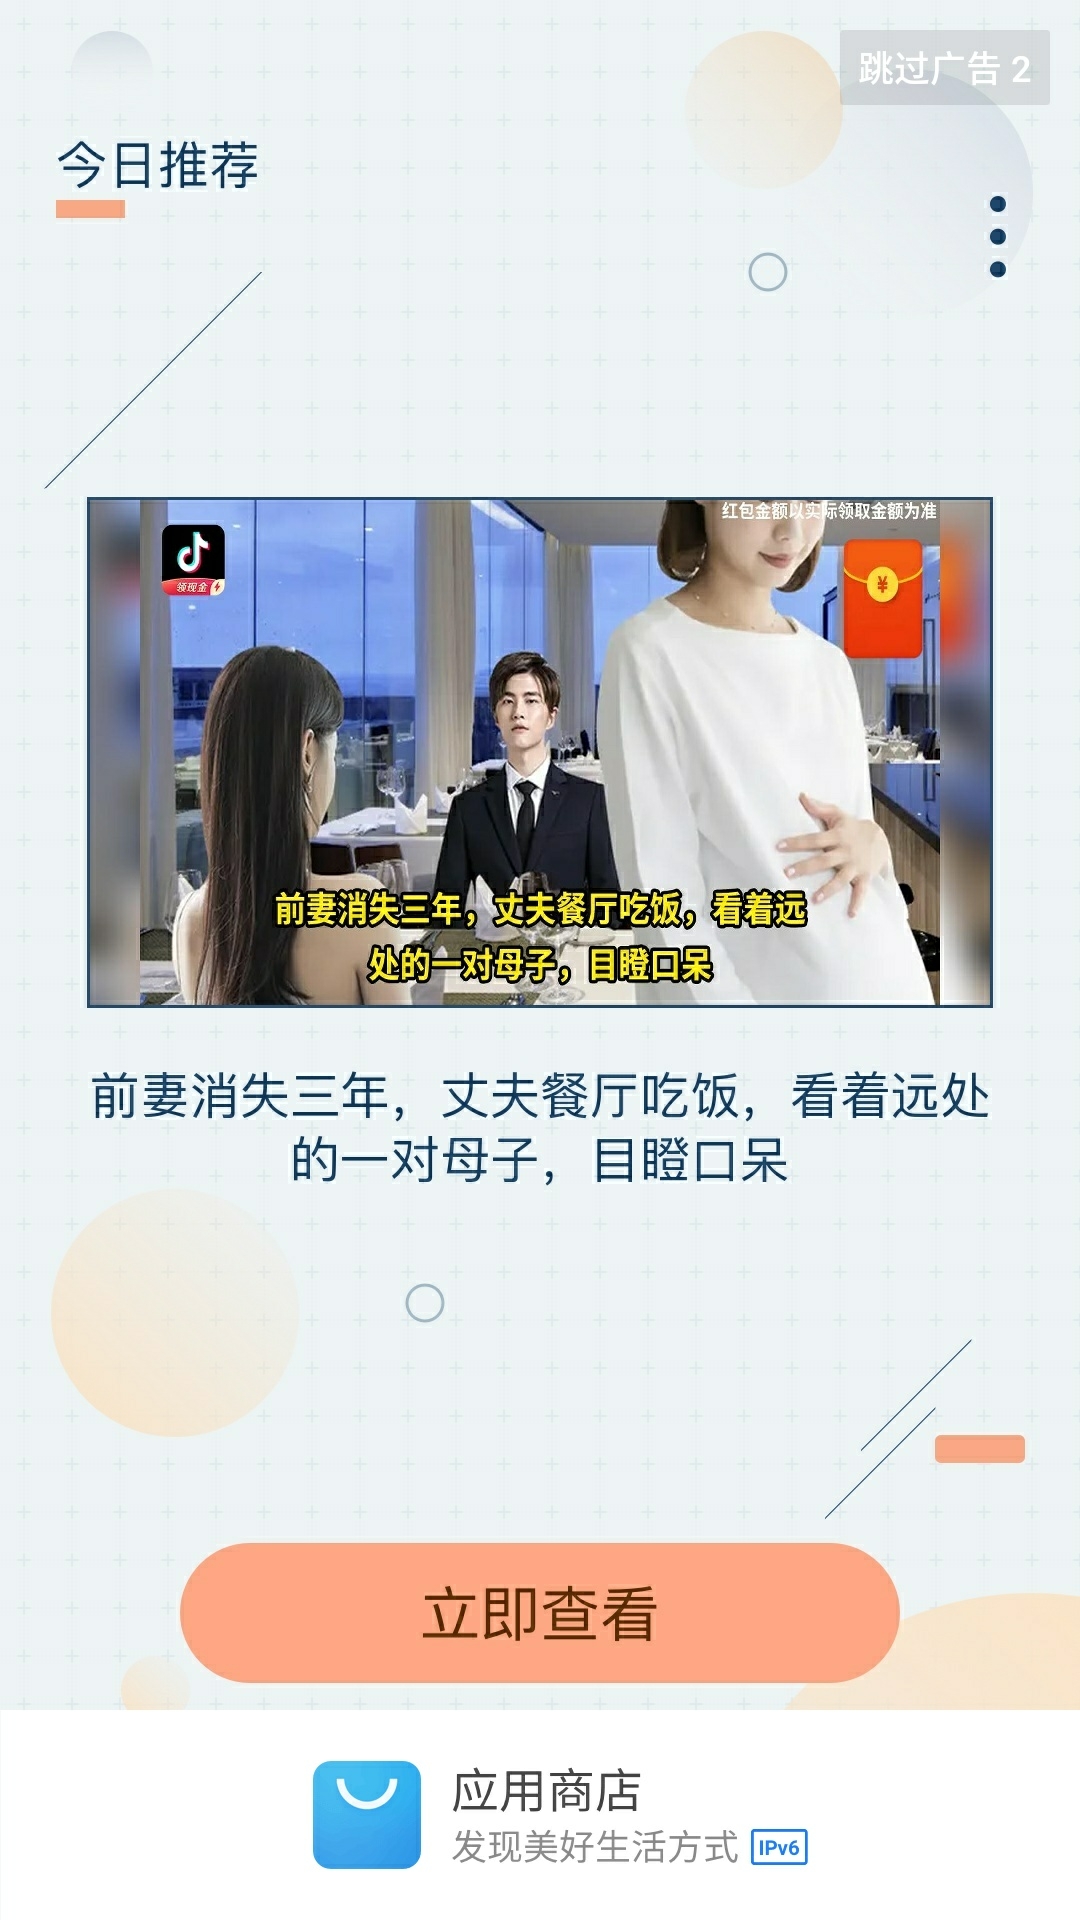 跳过广告 2
今日推荐
红包金额以实际领取金额为准
领现金
¥
前妻消失三年，丈夫餐厅吃饭，看着远
处的一对母子，目瞪口呆
前妻消失三年，丈夫餐厅吃饭，看着远处
的一对母子，目瞪口呆
立即查看
应用商店
发现美好生活方式 IPv6